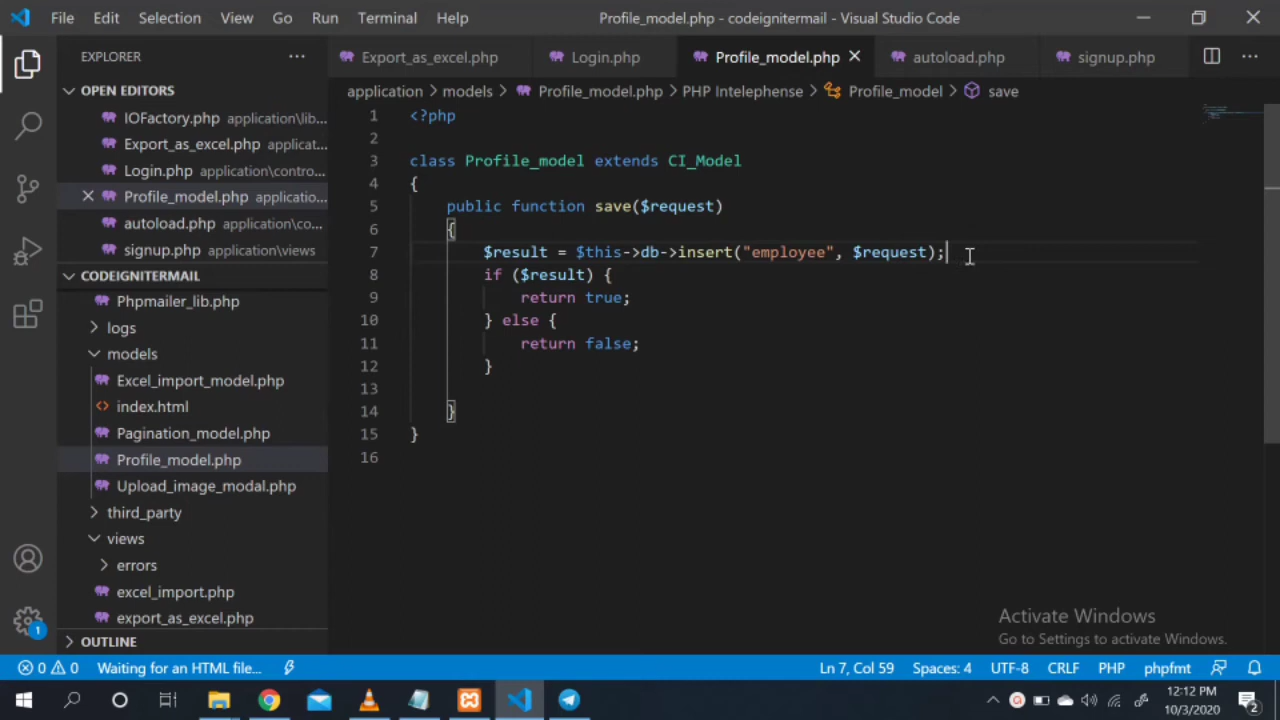 File Edit Selection View Go Run Terminal Help Profile_model.php - codeignitermail - Visual Studio Code
EXPLORER
Export_as_excel.php Login.php Profile_model.php autoload.php signup.php
OPEN EDITORS
IOFactory.php application\lib...
Export_as_excel.php applicat...
Login.php application\contro...
Profile_model.php applicatio...
autoload.php application\co...
signup.php application\views
CODEIGNITERMAIL
Phpmailer_lib.php
logs
models
Excel_import_model.php
index.html
Pagination_model.php
Profile_model.php
Upload_image_modal.php
third_party
views
errors
excel_import.php
export_as_excel.php
OUTLINE
application > models > Profile_model.php > PHP Intelephense > Profile_model > save
1 <?php
2
3 class Profile_model extends CI_Model
4 {
5 public function save($request)
6 {
7 $result = $this->db->insert("employee", $request);
8 if ($result) {
9 return true;
10 } else {
11 return false;
12 }
13
14 }
15 }
16
Activate Windows
Go to Settings to activate Windows.
1
0 0 Waiting for an HTML file... Ln 7, Col 59 Spaces: 4 UTF-8 CRLF PHP phpfmt
12:12 PM
10/3/2020
2